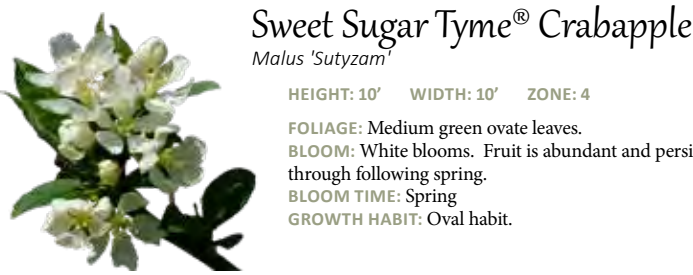 Sweet Sugar Tyme® Crabapple
Malus 'Sutyzam'
HEIGHT: 10' WIDTH: 10' ZONE: 4
FOLIAGE: Medium green ovate leaves.
BLOOM: White blooms. Fruit is abundant and persi
through following spring.
BLOOM TIME: Spring
GROWTH HABIT: Oval habit.